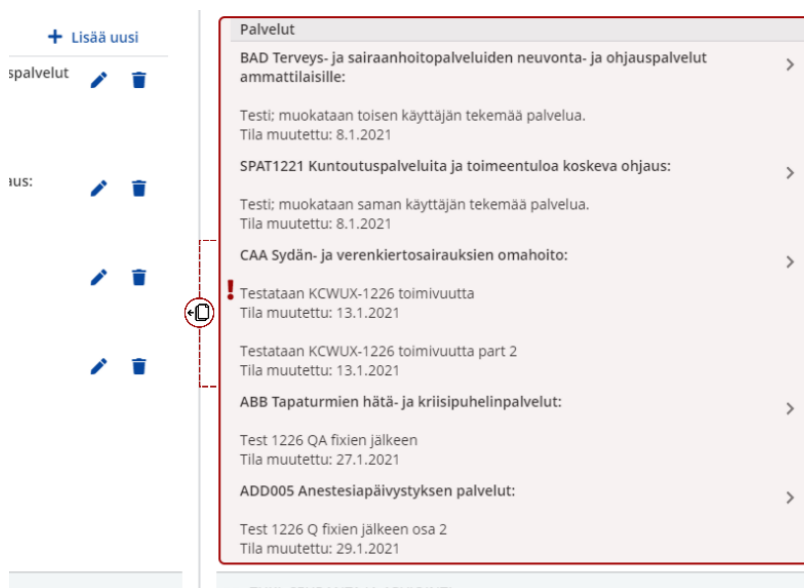 + Lisää uusi
spalvelut
aus:
Palvelut
BAD Terveys- ja sairaanhoitopalveluiden neuvonta- ja ohjauspalvelut
ammattilaisille:
Testi; muokataan toisen käyttäjän tekemää palvelua.
Tila muutettu: 8.1.2021
SPAT1221 Kuntoutuspalveluita ja toimeentuloa koskeva ohjaus:
Testi; muokataan saman käyttäjän tekemää palvelua.
Tila muutettu: 8.1.2021
CAA Sydän- ja verenkiertosairauksien omahoito:
Testataan KCWUX-1226 toimivuutta
Tila muutettu: 13.1.2021
Testataan KCWUX-1226 toimivuutta part 2
Tila muutettu: 13.1.2021
ABB Tapaturmien hätä- ja kriisipuhelinpalvelut:
Test 1226 QA fixien jälkeen
Tila muutettu: 27.1.2021
ADD005 Anestesiapäivystyksen palvelut:
Test 1226 Q fixien jälkeen osa 2
Tila muutettu: 29.1.2021